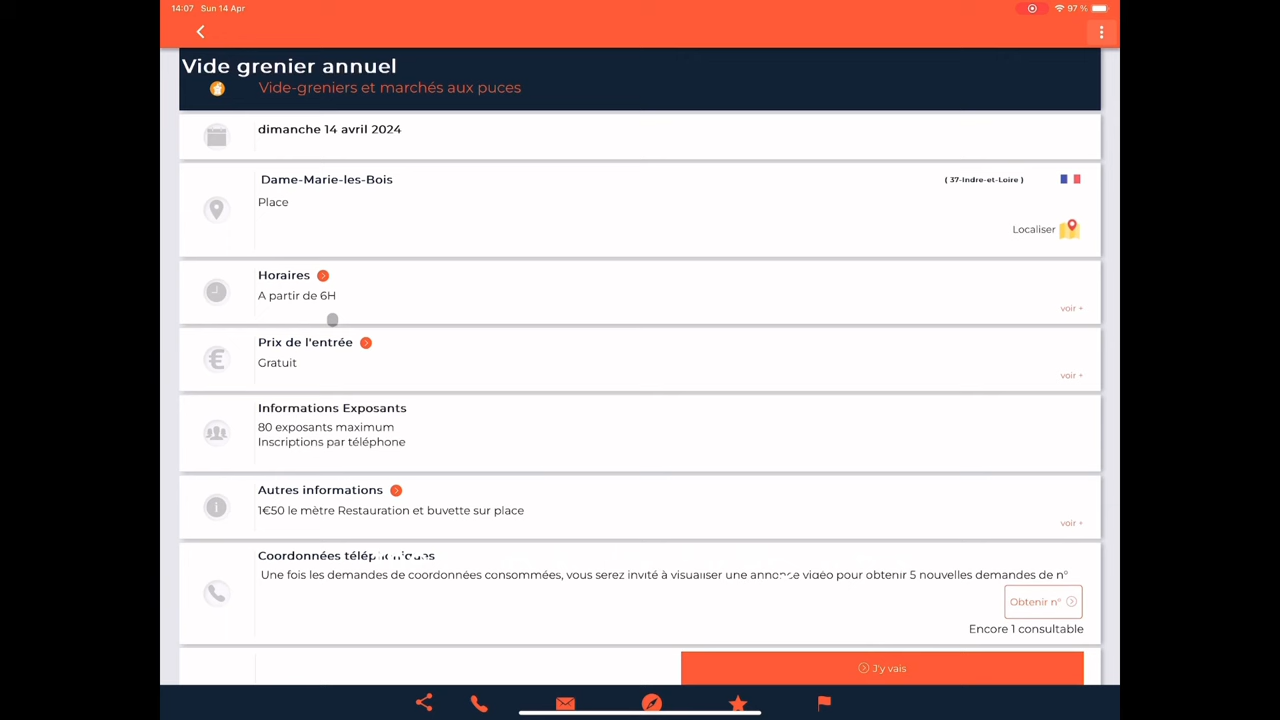 14:07 Sun 14 Apr
97 %
Vide grenier annuel
Vide-greniers et marchés aux puces
dimanche 14 avril 2024
Dame-Marie-les-Bois
( 37-Indre-et-Loire )
Place
Localiser
Horaires
A partir de 6H
voir +
Prix de l'entrée
Gratuit
voir +
Informations Exposants
80 exposants maximum
Inscriptions par téléphone
Autres informations
1€50 le mètre Restauration et buvette sur place
voir +
Coordonnées téléphoniques
Une fois les demandes de coordonnées consommées, vous serez invité à visualiser une annonce vidéo pour obtenir 5 nouvelles demandes de n°
Obtenir n°
Encore 1 consultable
J'y vais